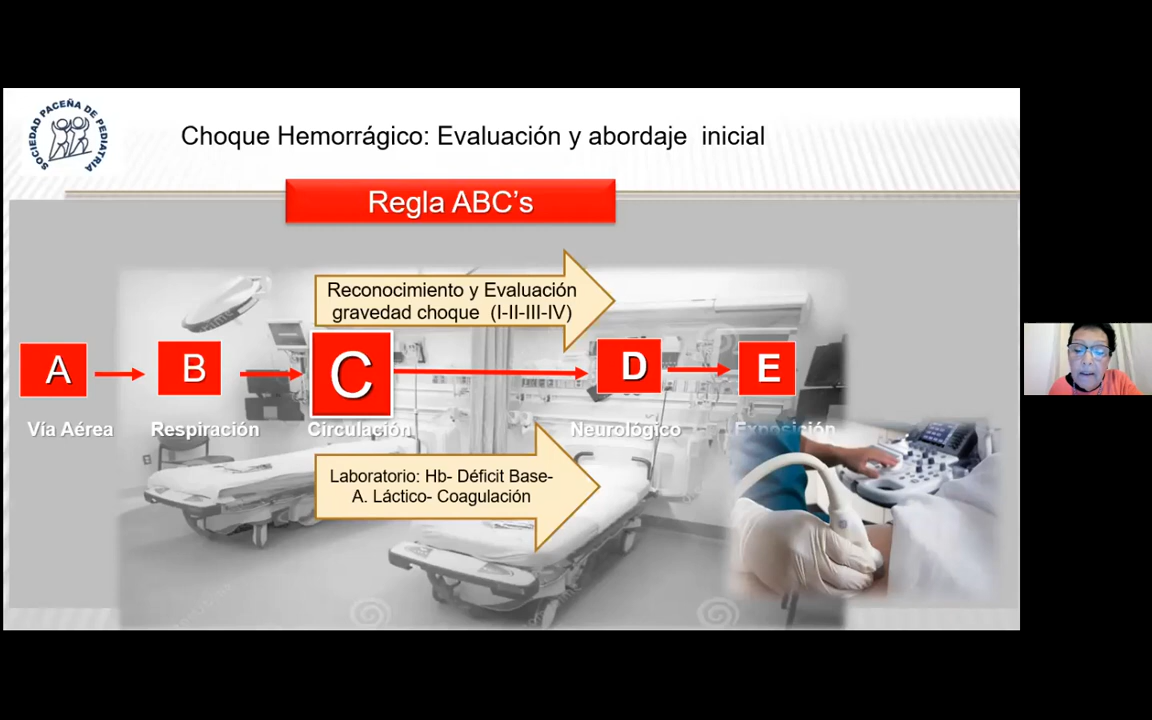 SOCIEDAD PACEÑA DE PEDIATRIA
Choque Hemorrágico: Evaluación y abordaje inicial
Regla ABC’s
Reconocimiento y Evaluación
gravedad choque (I-II-III-IV)
A
B
C
D
E
Vía Aérea
Respiración
Circulación
Neurológico
Exposición
Laboratorio: Hb- Déficit Base-
A. Láctico- Coagulación